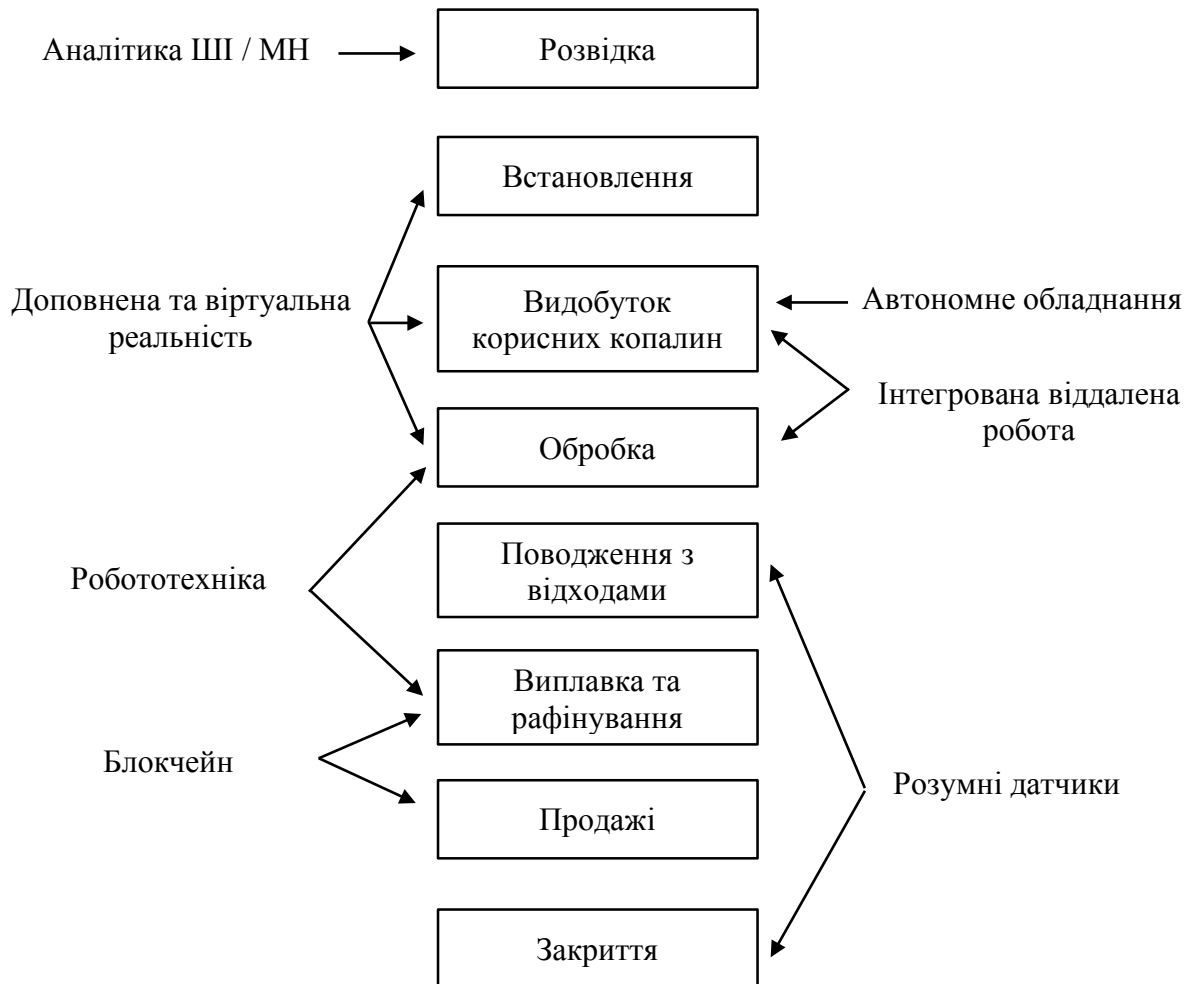 Аналітика ШІ / МН
Розвідка
Встановлення
Доповнена та віртуальна
реальність
Видобуток
корисних копалин
Автономне обладнання
Інтегрована віддалена
робота
Обробка
Поводження з
відходами
Робототехніка
Виплавка та
рафінування
Блокчейн
Розумні датчики
Продажі
Закриття